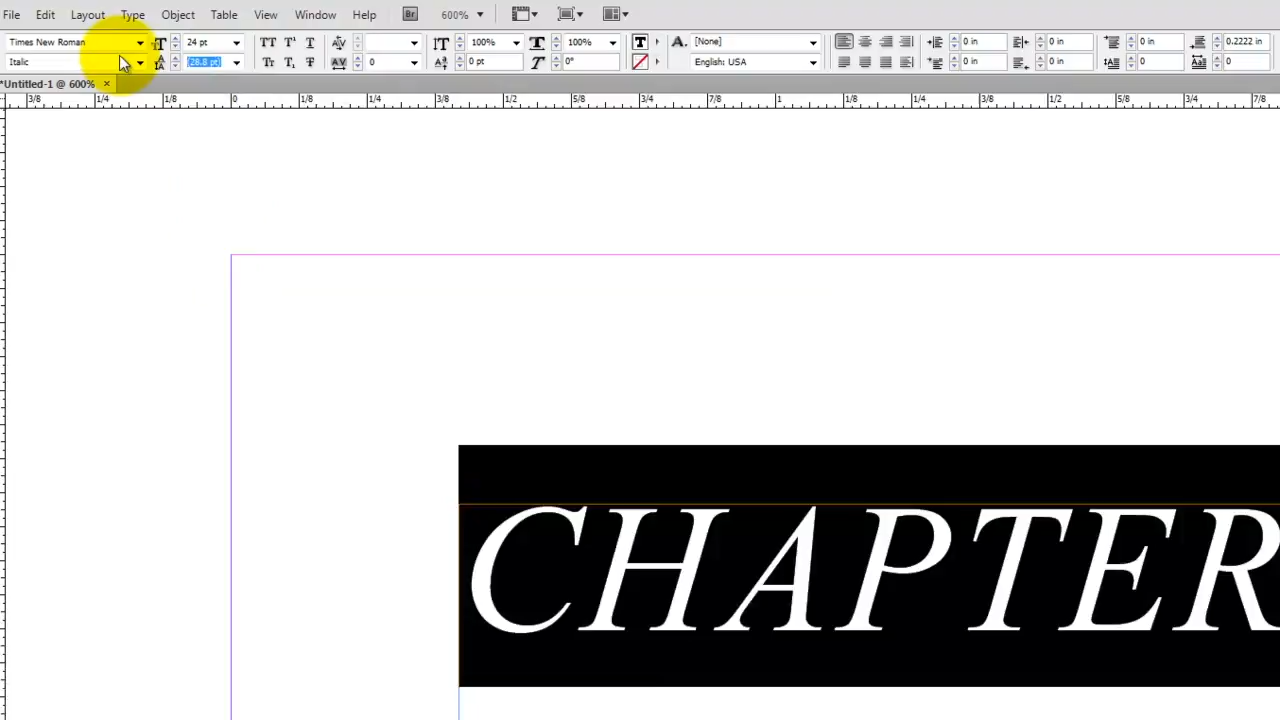 File Edit Layout Type Object Table View Window Help Br 600%
Times New Roman 24 pt 100% 100% [None] 0 in 0 in 0 in 0.2222 in
Italic (28.8 pt) 0 0 pt 0° English: USA 0 in 0 in 0 0
*Untitled-1 @ 600% ×
3/8 1/4 1/8 0 1/8 1/4 3/8 1/2 5/8 3/4 7/8 1 1/8 1/4 3/8 1/2 5/8 3/4 7/8
CHAPTER